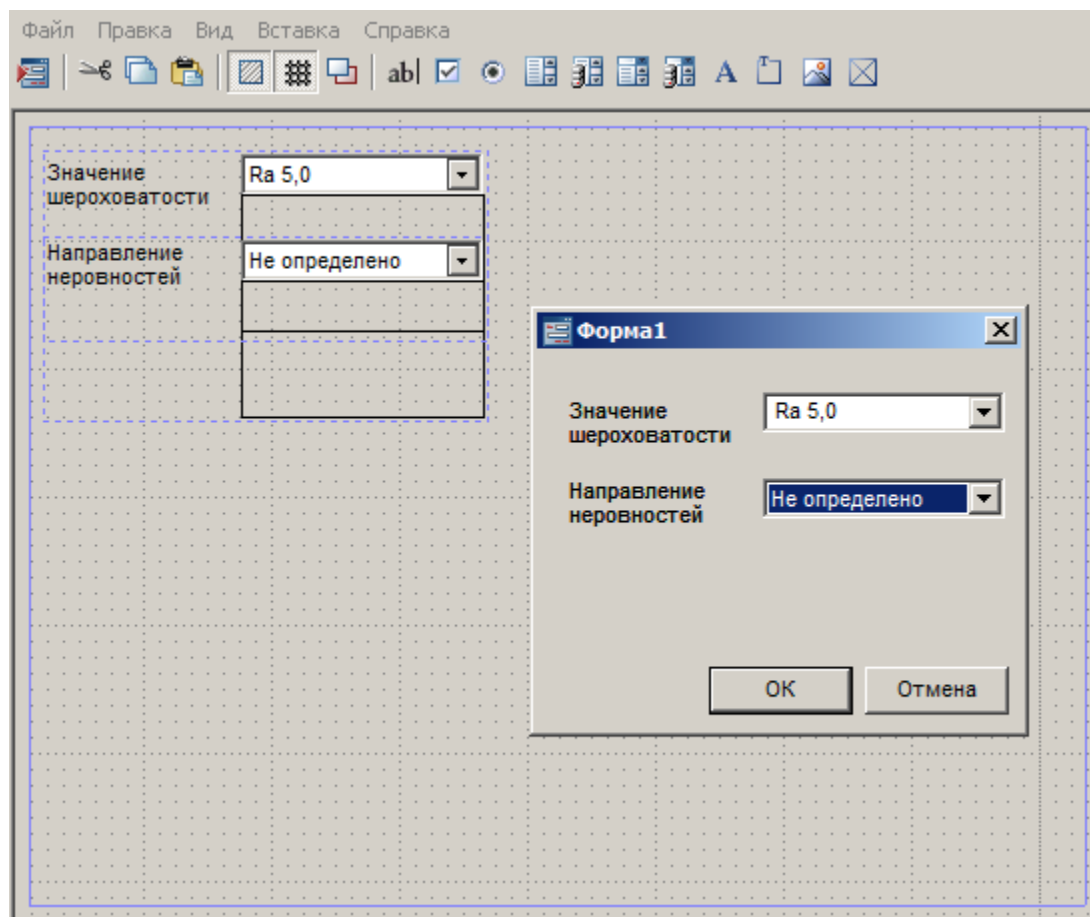 Файл Правка Вид Вставка Справка
ab| A T
Значение
шероховатости
Ra 5,0
Направление
неровностей
Не определено
Форма1
Значение
шероховатости
Ra 5,0
Направление
неровностей
Не определено
ОК Отмена